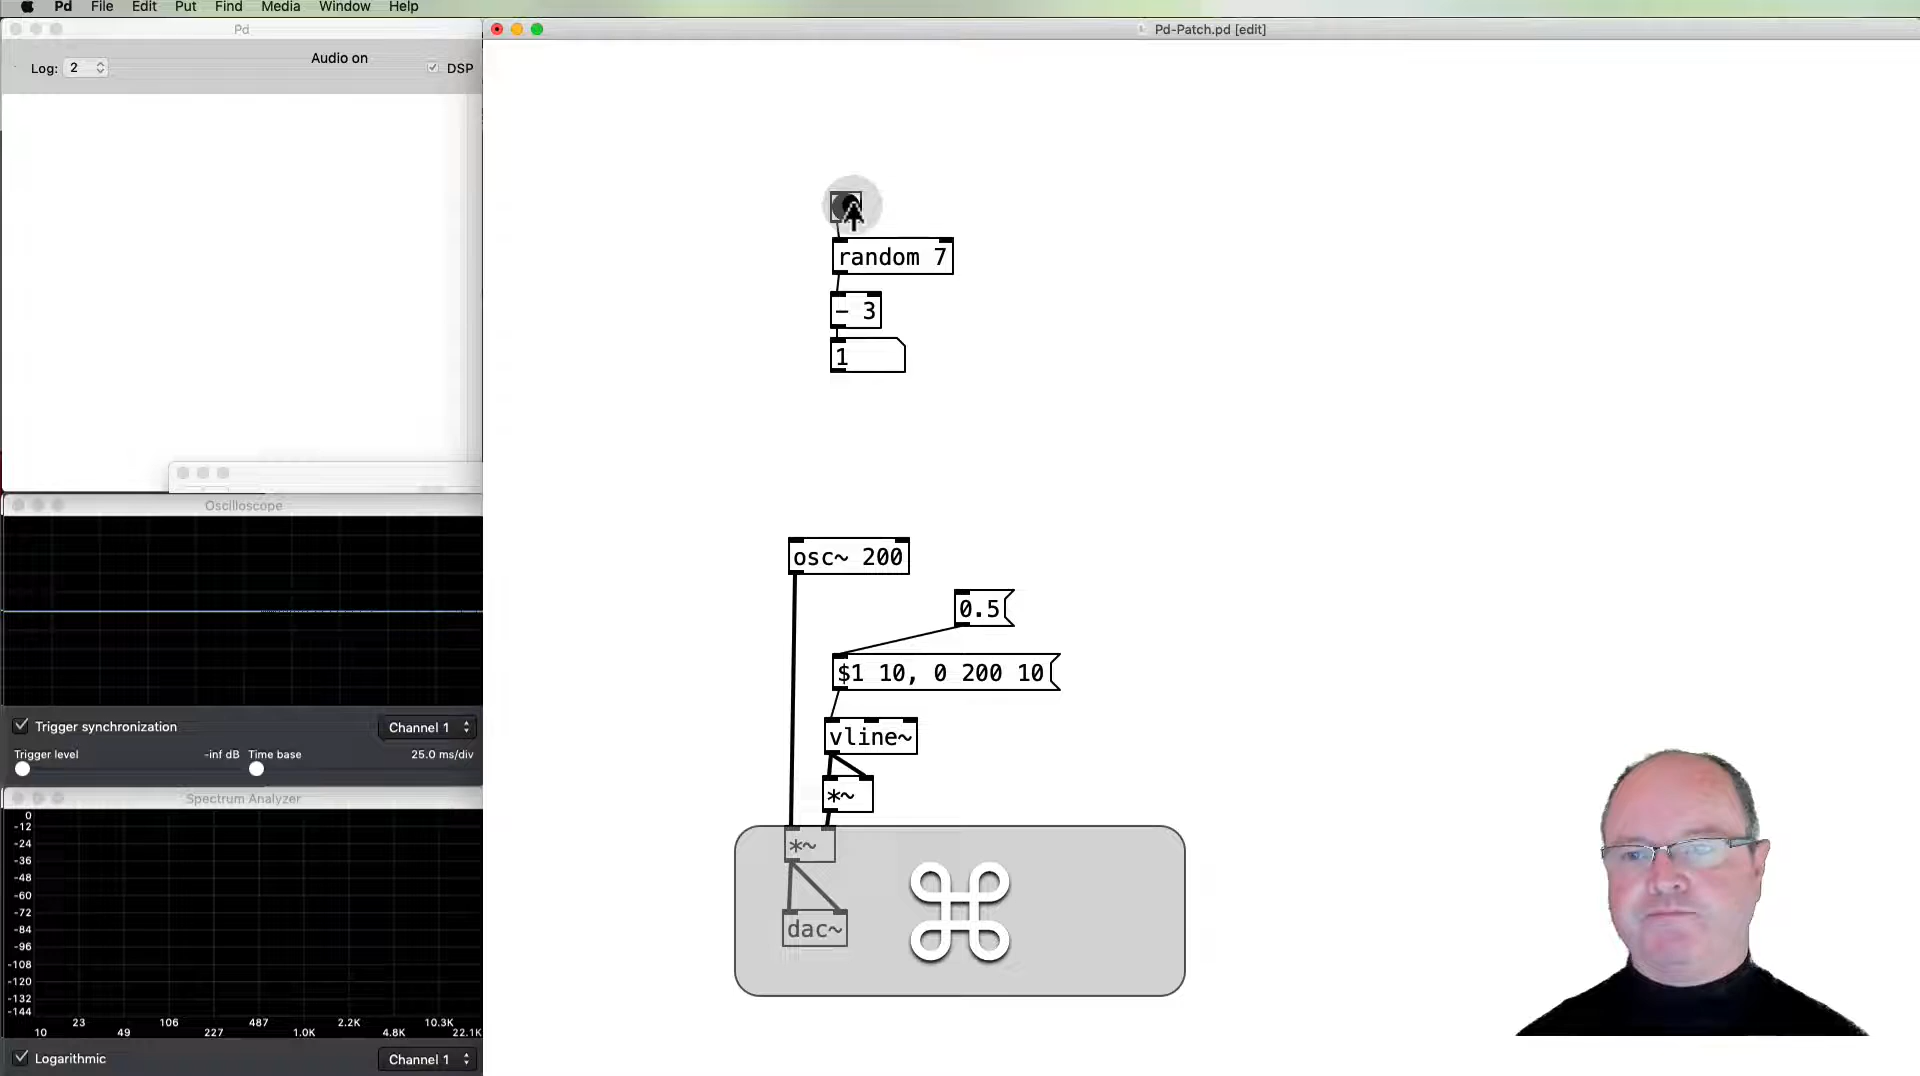 Pd File Edit Put Find Media Window Help
Pd
Pd-Patch.pd [edit]
Audio on
Log: 2
DSP
random 7
- 3
1
Oscilloscope
osc~ 200
0.5
$1 10, 0 200 10
vline~
*~
*~
dac~
Trigger synchronization
Channel 1
Trigger level
-inf dB
Time base
25.0 ms/div
Spectrum Analyzer
0
-12
-24
-36
-48
-60
-72
-84
-96
-108
-120
-132
-144
23 106 487 2.2K 10.3K
10 49 227 1.0K 4.8K 22.1K
Logarithmic
Channel 1